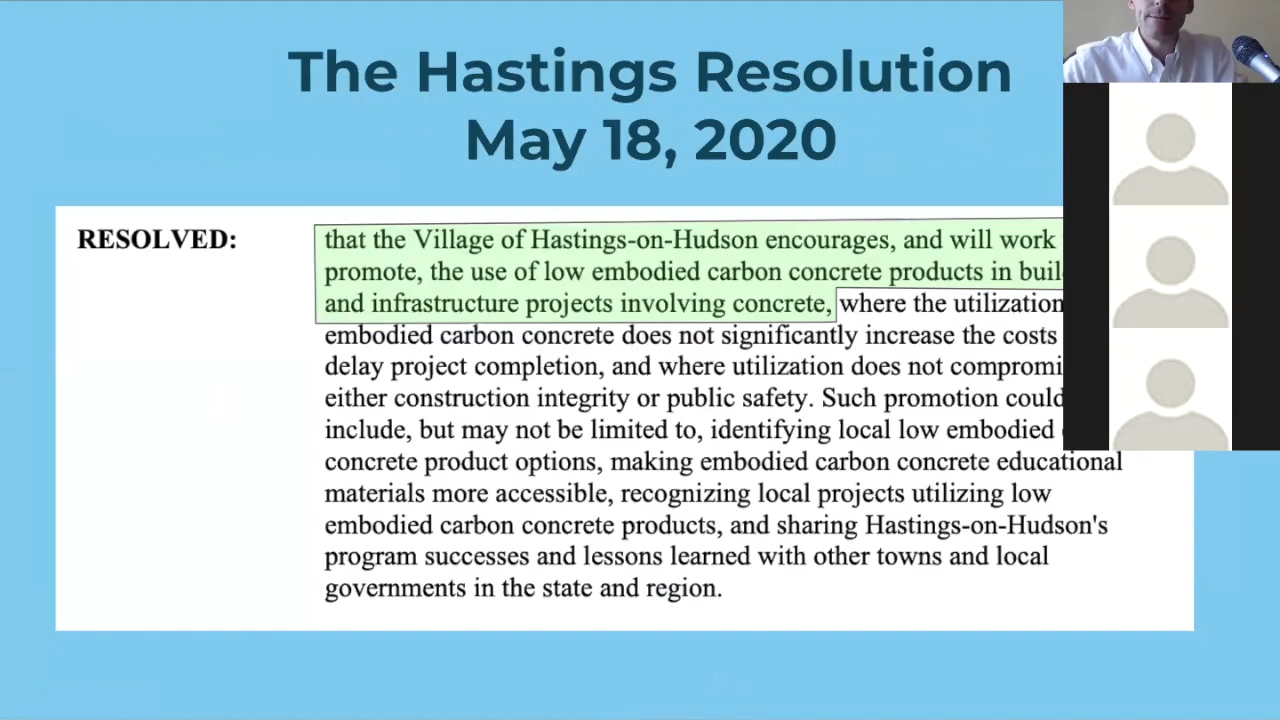 The Hastings Resolution
May 18, 2020
RESOLVED:
that the Village of Hastings-on-Hudson encourages, and will work
promote, the use of low embodied carbon concrete products in
and infrastructure projects involving concrete, where the utilization
embodied carbon concrete does not significantly increase the costs
delay project completion, and where utilization does not
either construction integrity or public safety. Such promotion could
include, but may not be limited to, identifying local low embodied
concrete product options, making embodied carbon concrete educational
materials more accessible, recognizing local projects utilizing low
embodied carbon concrete products, and sharing Hastings-on-Hudson's
program successes and lessons learned with other towns and local
governments in the state and region.